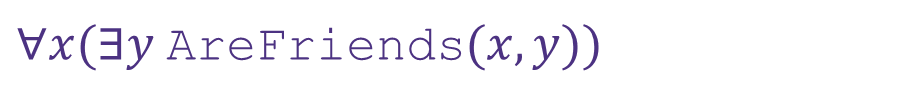 ∀𝑥(∃𝑦 AreFriends(𝑥, 𝑦))